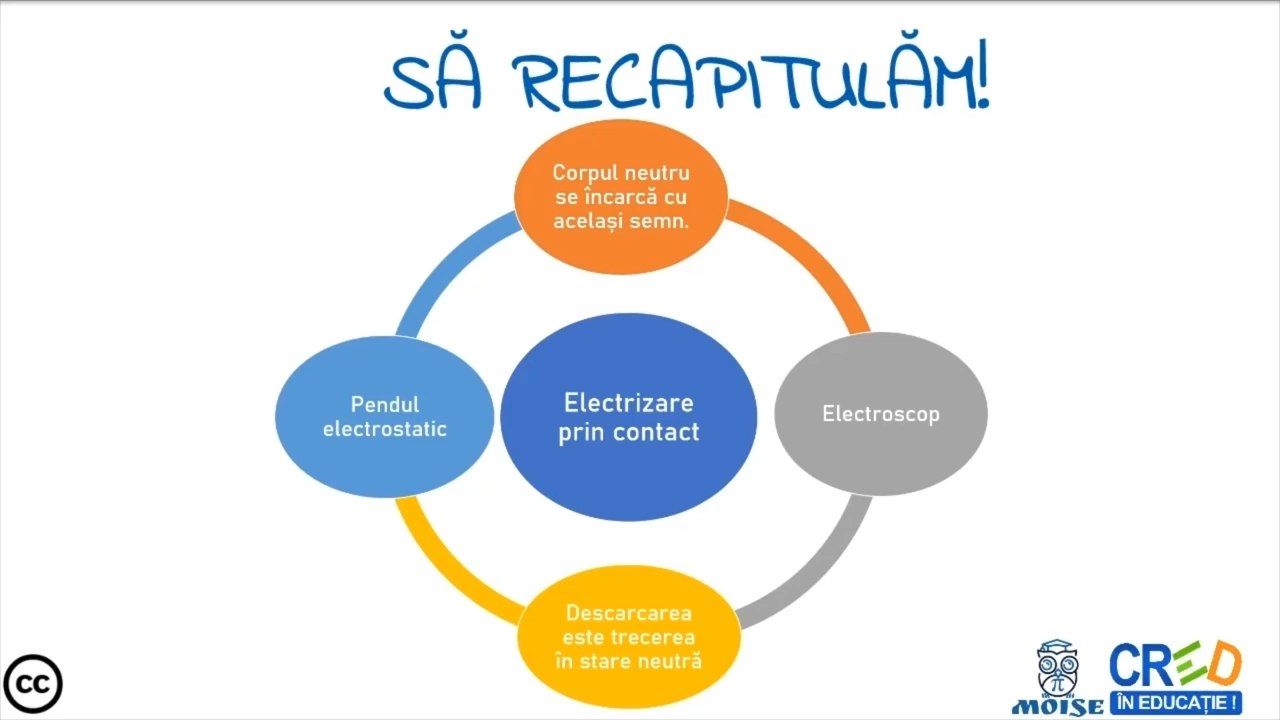 SĂ RECAPITULĂM!
Corpul neutru
se încarcă cu
același semn.
Pendul
electrostatic
Electrizare
prin contact
Electroscop
Descarcarea
este trecerea
în stare neutră
cc
π
MOISE
CRED
ÎN EDUCAȚIE !